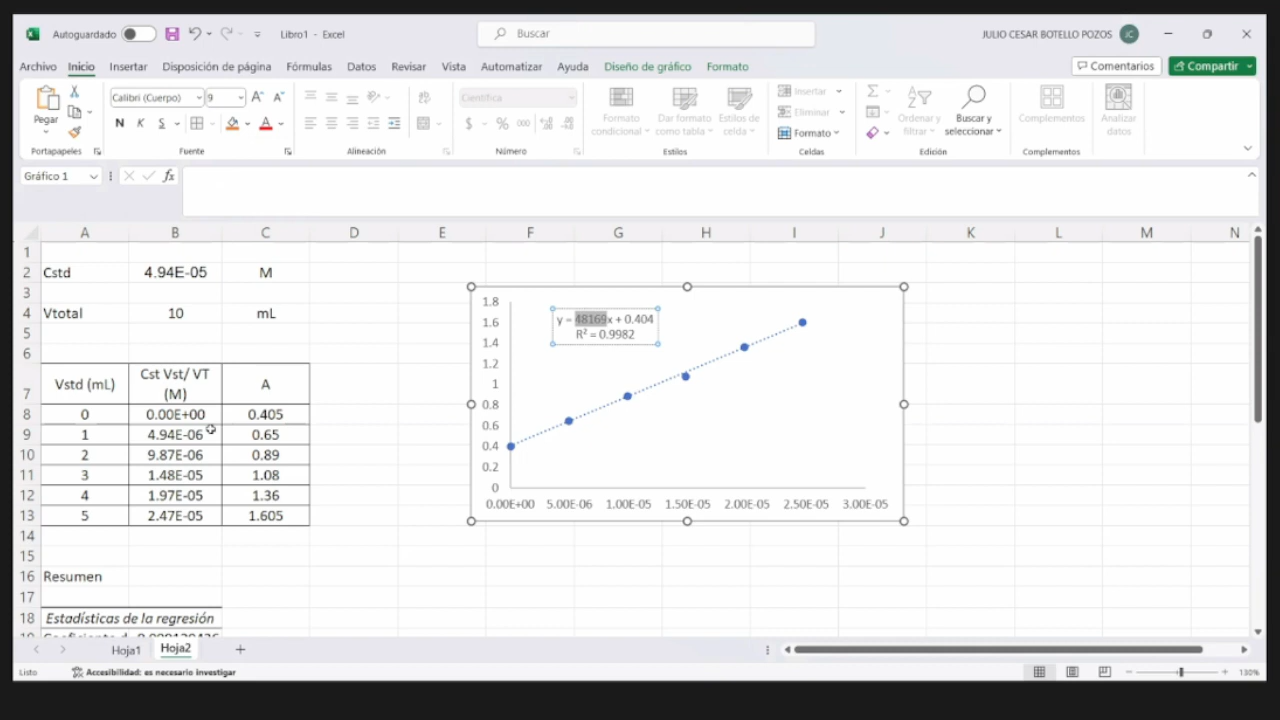 Autoguardado Libro1 - Excel Buscar JULIO CESAR BOTELLO POZOS JC
Archivo Inicio Insertar Disposición de página Fórmulas Datos Revisar Vista Automatizar Ayuda Diseño de gráfico Formato Comentarios Compartir
Pegar Calibri (Cuerpo) 9 A A Científica Formato condicional Dar formato como tabla Estilos de celda Insertar Eliminar Formato Ordenar y filtrar Buscar y seleccionar Complementos Analizar datos
N K S A $ % 000
Portapapeles Fuente Alineación Número Estilos Celdas Edición Complementos
Gráfico 1 fx
A B C D E F G H I J K L M N
1
2 Cstd 4.94E-05 M
3
4 Vtotal 10 mL
5
6
7 Vstd (mL) Cst Vst/ VT (M) A
8 0 0.00E+00 0.405
9 1 4.94E-06 0.65
10 2 9.87E-06 0.89
11 3 1.48E-05 1.08
12 4 1.97E-05 1.36
13 5 2.47E-05 1.605
14
15
16 Resumen
17
18 Estadísticas de la regresión
1.8
1.6
1.4
1.2
1
0.8
0.6
0.4
0.2
0
y = 48169x + 0.404
R² = 0.9982
0.00E+00 5.00E-06 1.00E-05 1.50E-05 2.00E-05 2.50E-05 3.00E-05
Hoja1 Hoja2
Listo Accesibilidad: es necesario investigar 130%